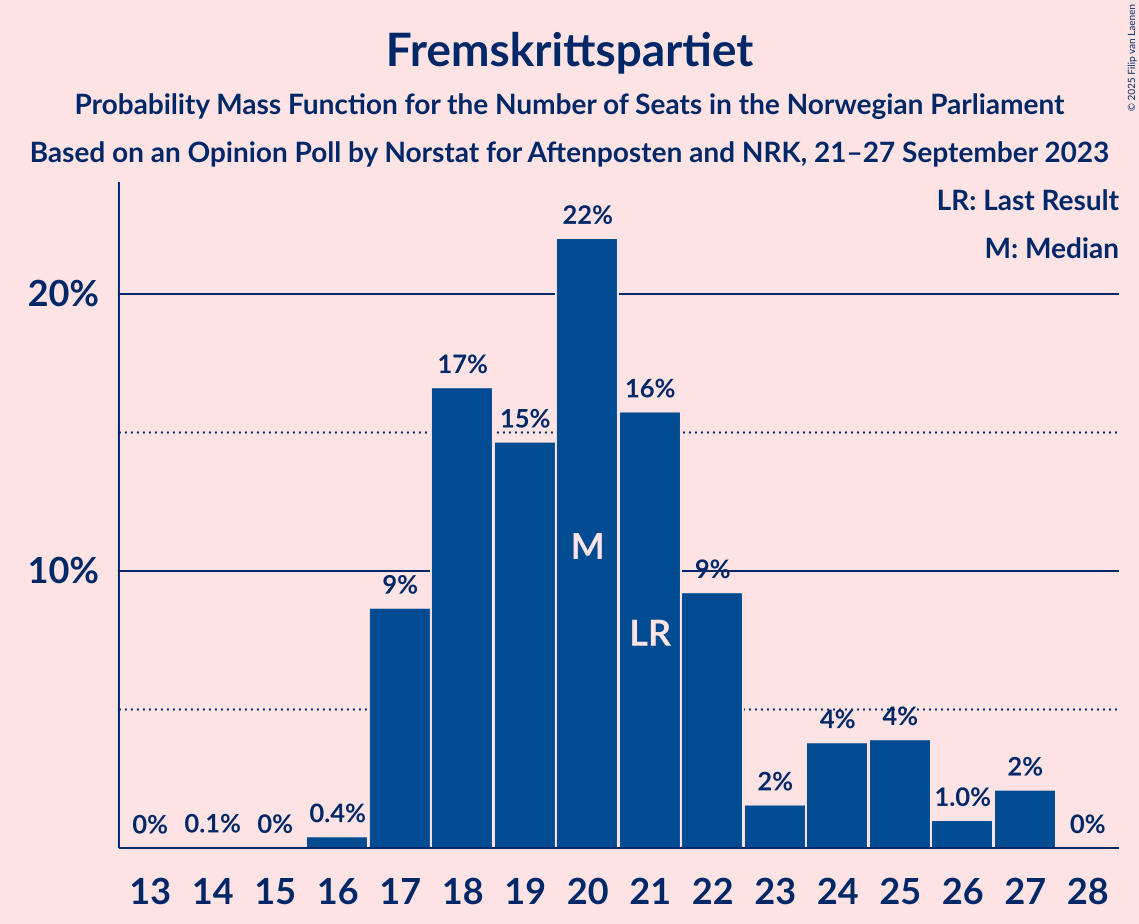 Fremskrittspartiet
Probability Mass Function for the Number of Seats in the Norwegian Parliament
Based on an Opinion Poll by Norstat for Aftenposten and NRK, 21–27 September 2023
© 2025 Filip van Laenen
LR: Last Result
M: Median
20%
10%
0% 0.1% 0% 0.4% 9% 17% 15% 22% 16% 9% 2% 4% 4% 1.0% 2% 0%
M
LR
13 14 15 16 17 18 19 20 21 22 23 24 25 26 27 28